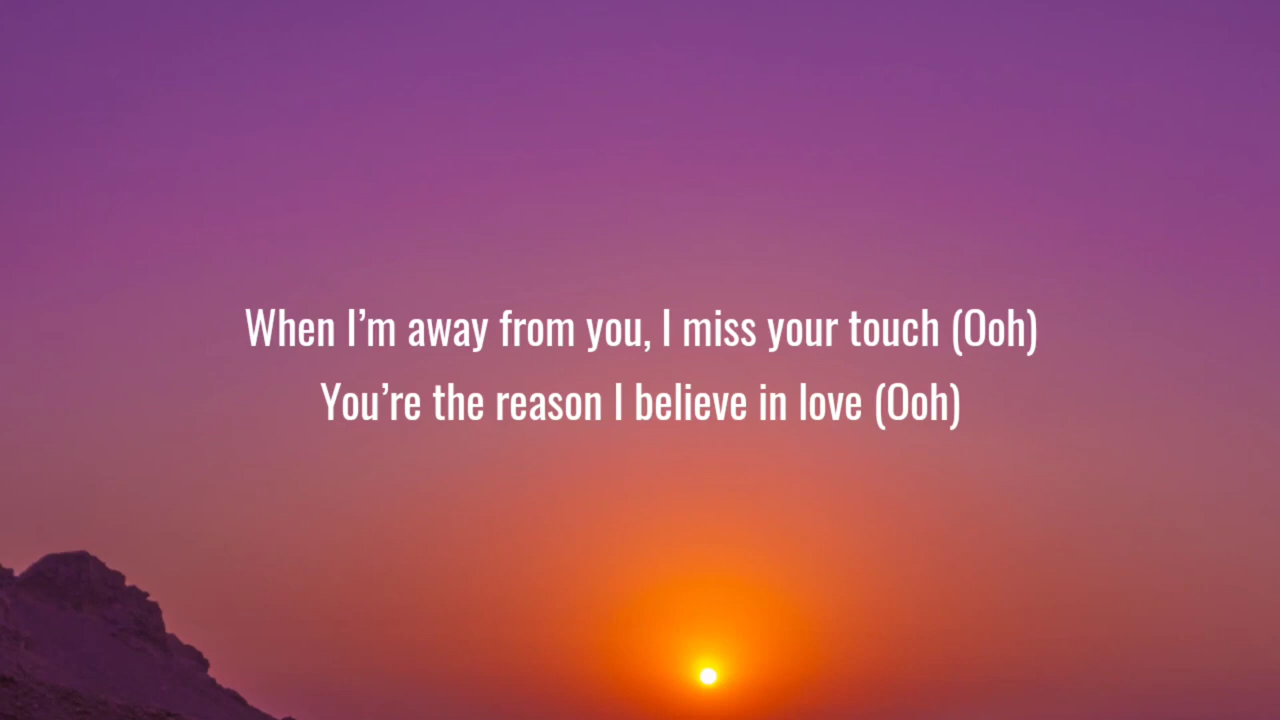 When I’m away from you, I miss your touch (Ooh)
You’re the reason I believe in love (Ooh)